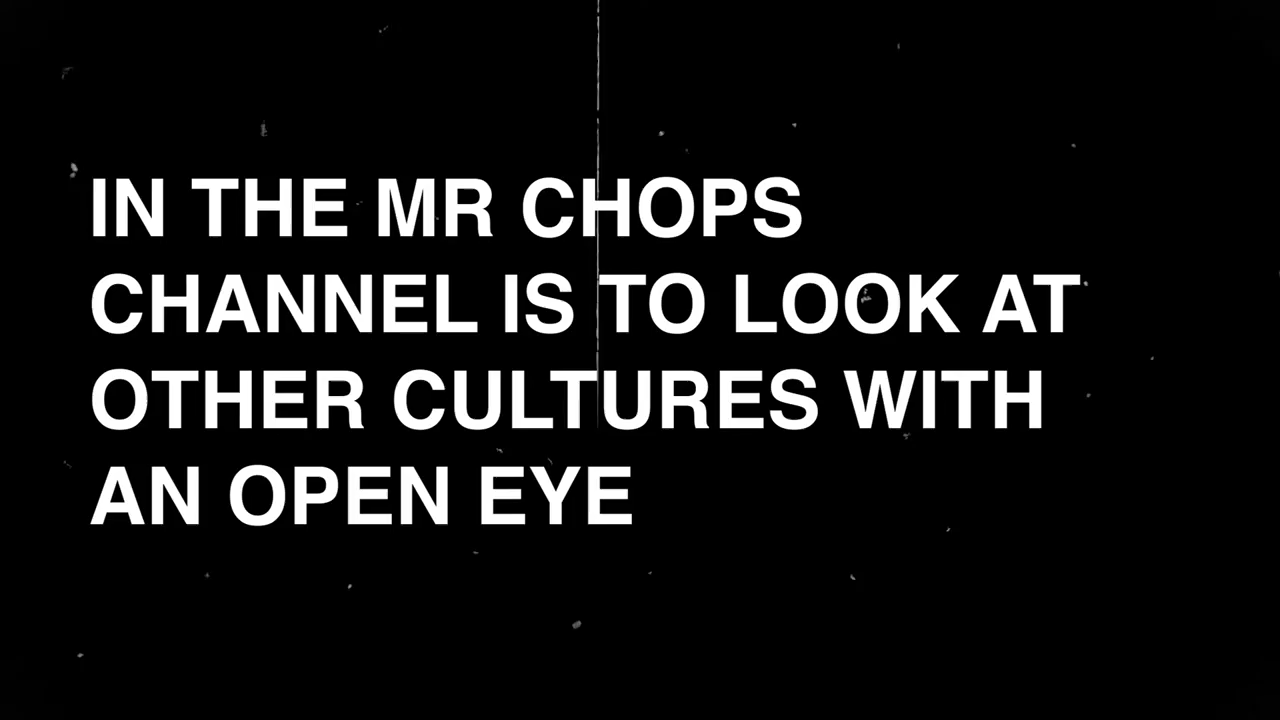 IN THE MR CHOPS
CHANNEL IS TO LOOK AT
OTHER CULTURES WITH
AN OPEN EYE